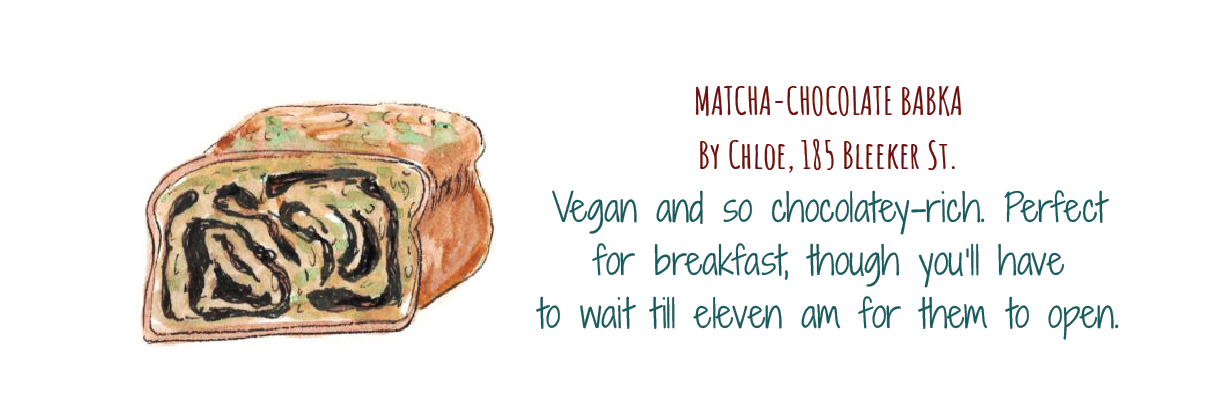 MATCHA-CHOCOLATE BABKA
BY CHLOE, 185 BLEEKER ST.
Vegan and so chocolatey-rich. Perfect
for breakfast, though you'll have
to wait till eleven am for them to open.